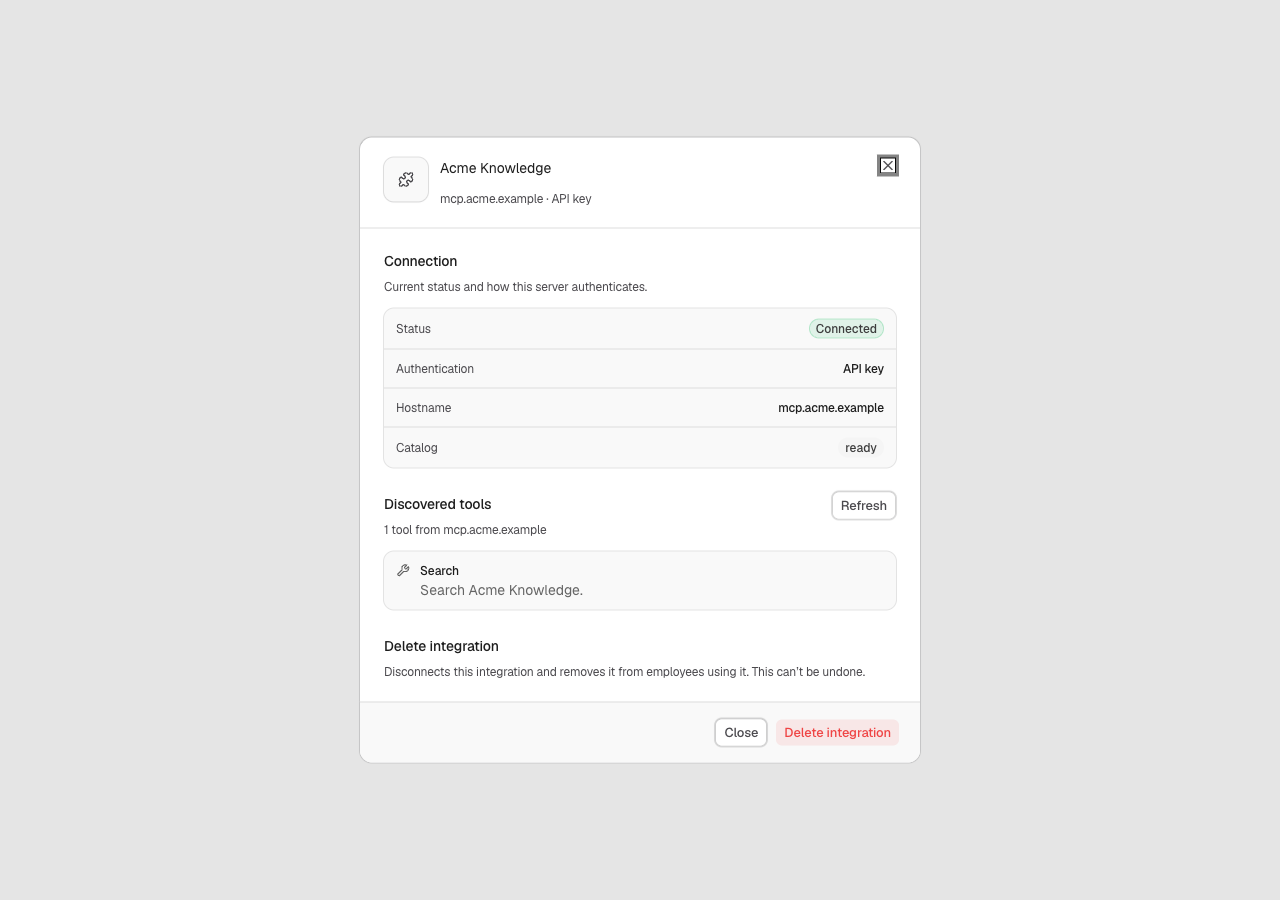 Acme Knowledge
mcp.acme.example · API key
Connection
Current status and how this server authenticates.
Status Connected
Authentication API key
Hostname mcp.acme.example
Catalog ready
Discovered tools Refresh
1 tool from mcp.acme.example
Search
Search Acme Knowledge.
Delete integration
Disconnects this integration and removes it from employees using it. This can't be undone.
Close Delete integration